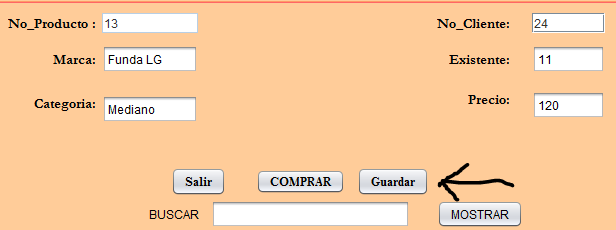 No_Producto : 13 No_Cliente: 24
Marca: Funda LG Existente: 11
Categoria: Mediano Precio: 120
Salir COMPRAR Guardar
BUSCAR MOSTRAR